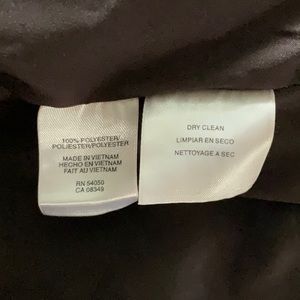 100% POLYESTER/
POLIESTER/POLYESTER
MADE IN VIETNAM
HECHO EN VIETNAM
FAIT AU VIETNAM
RN 54050
CA 08349
DRY CLEAN
LIMPIAR EN SECO
NETTOYAGE A SEC